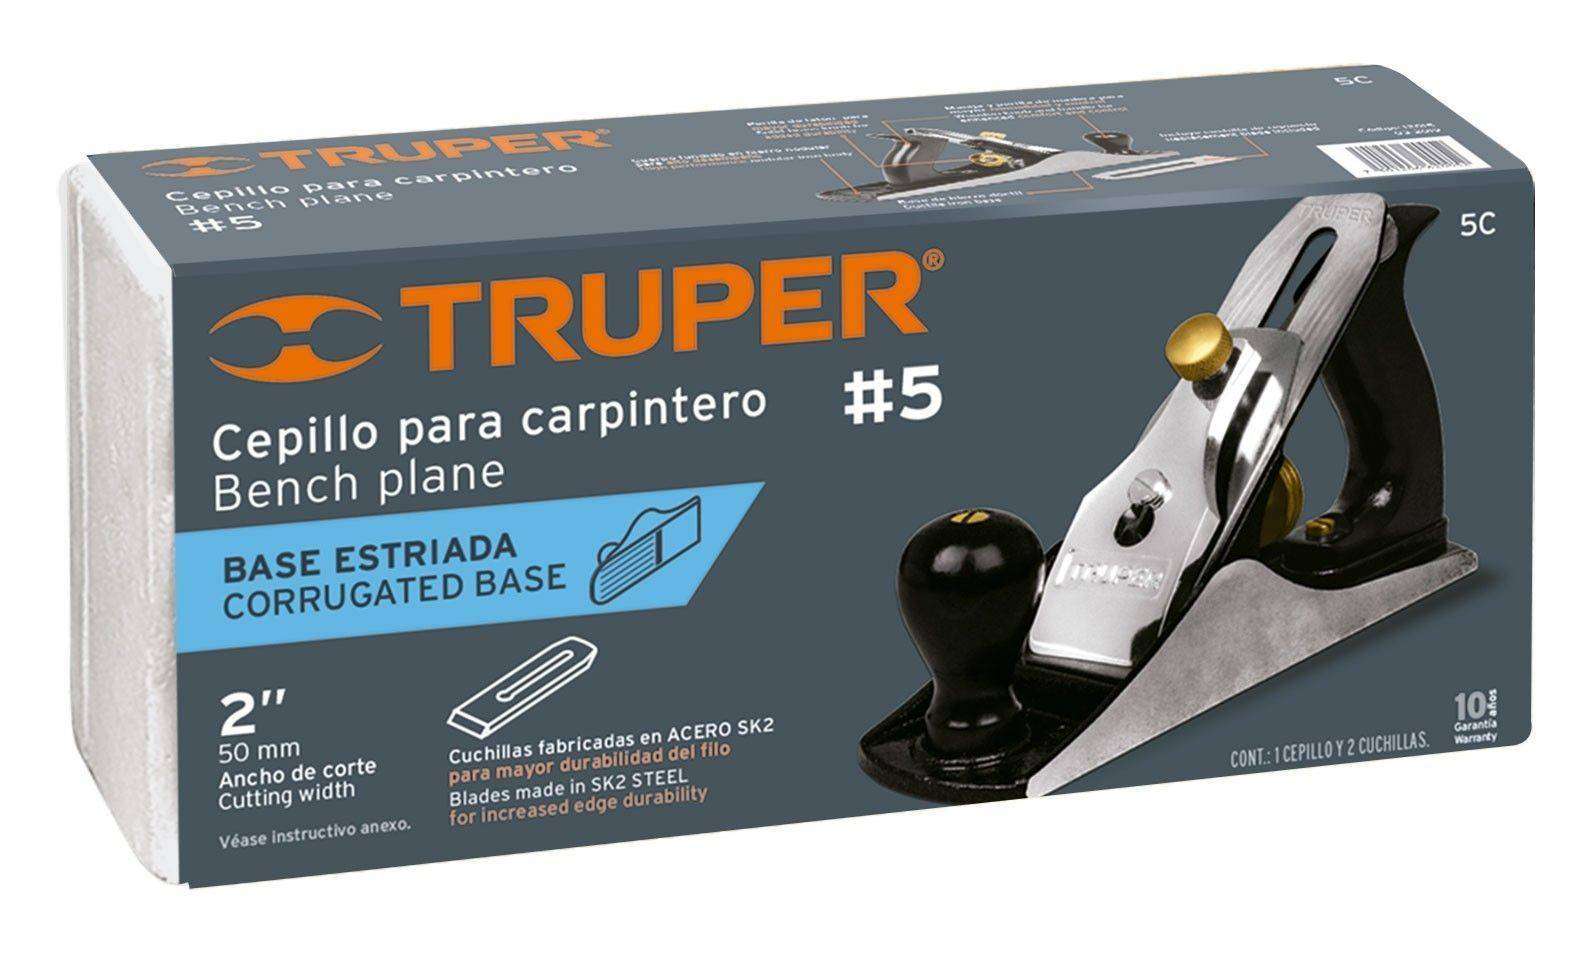 TRUPER®
Cepillo para carpintero
Bench plane
#5
5C
TRUPER®
Cepillo para carpintero
Bench plane
#5
5C
BASE ESTRIADA
CORRUGATED BASE
2"
50 mm
Ancho de corte
Cutting width
Véase instructivo anexo.
Cuchillas fabricadas en ACERO SK2
para mayor durabilidad del filo
Blades made in SK2 STEEL
for increased edge durability
TRUPER
TRUPER
10 años
Garantía
Warranty
CONT.: 1 CEPILLO Y 2 CUCHILLAS.